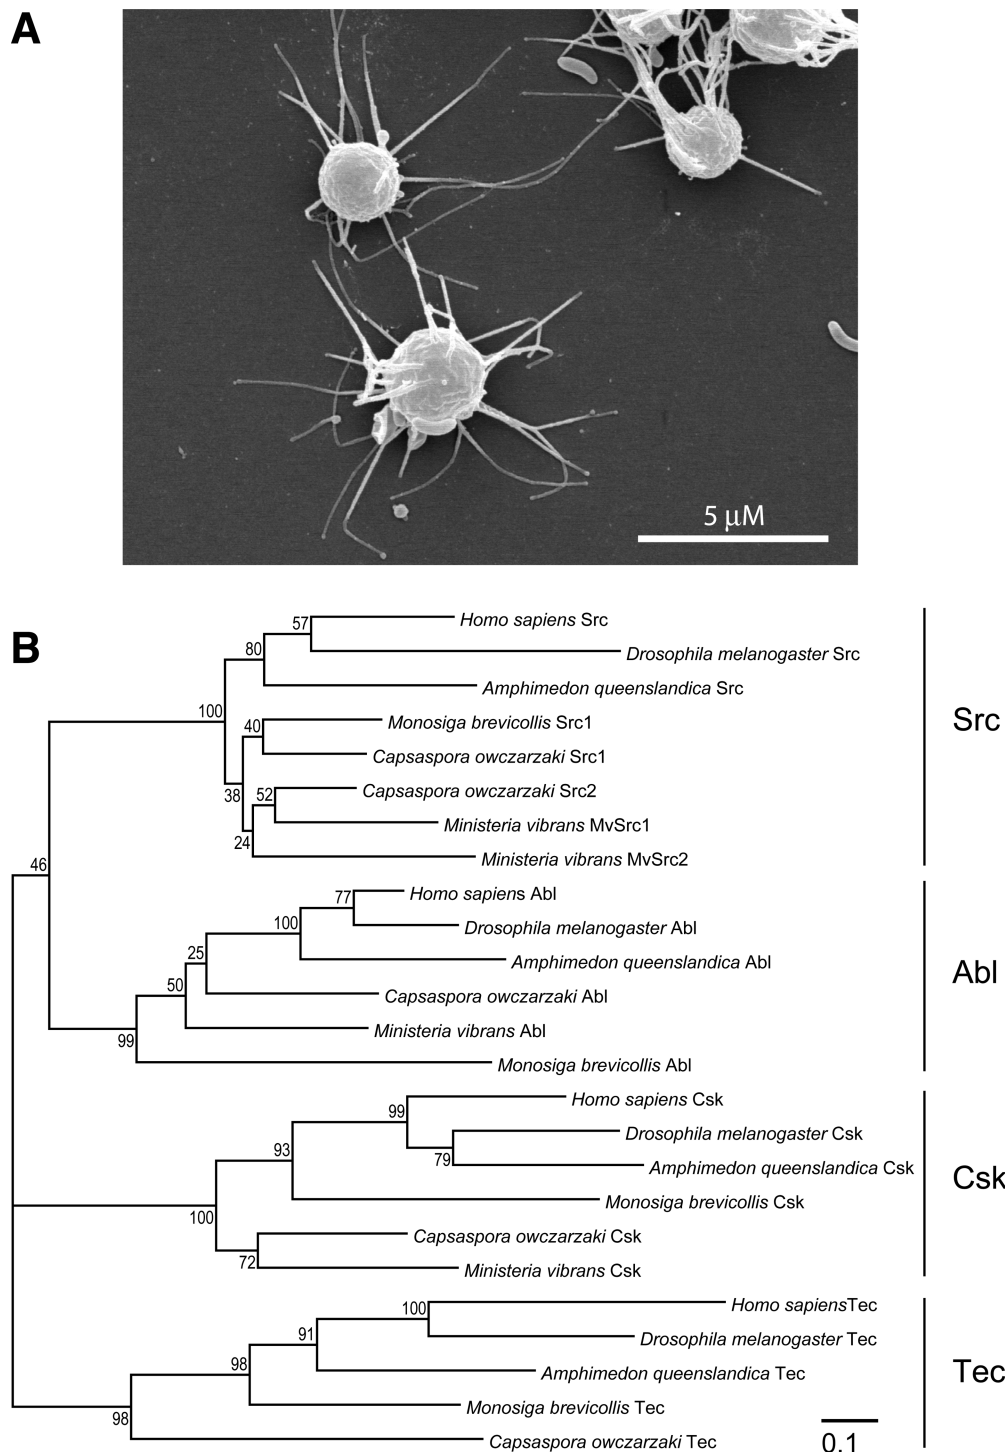 A
5 µM
B
57
Homo sapiens Src
80
Drosophila melanogaster Src
Amphimedon queenslandica Src
100
40
Monosiga brevicollis Src1
Src
Capsaspora owczarzaki Src1
38
52
Capsaspora owczarzaki Src2
Ministeria vibrans MvSrc1
24
Ministeria vibrans MvSrc2
46
77
Homo sapiens Abl
100
Drosophila melanogaster Abl
25
Amphimedon queenslandica Abl
Abl
50
Capsaspora owczarzaki Abl
Ministeria vibrans Abl
99
Monosiga brevicollis Abl
99
Homo sapiens Csk
93
Drosophila melanogaster Csk
79
Amphimedon queenslandica Csk
Csk
Monosiga brevicollis Csk
100
Capsaspora owczarzaki Csk
72
Ministeria vibrans Csk
100
Homo sapiensTec
91
Drosophila melanogaster Tec
98
Amphimedon queenslandica Tec
Tec
Monosiga brevicollis Tec
98
Capsaspora owczarzaki Tec
0.1